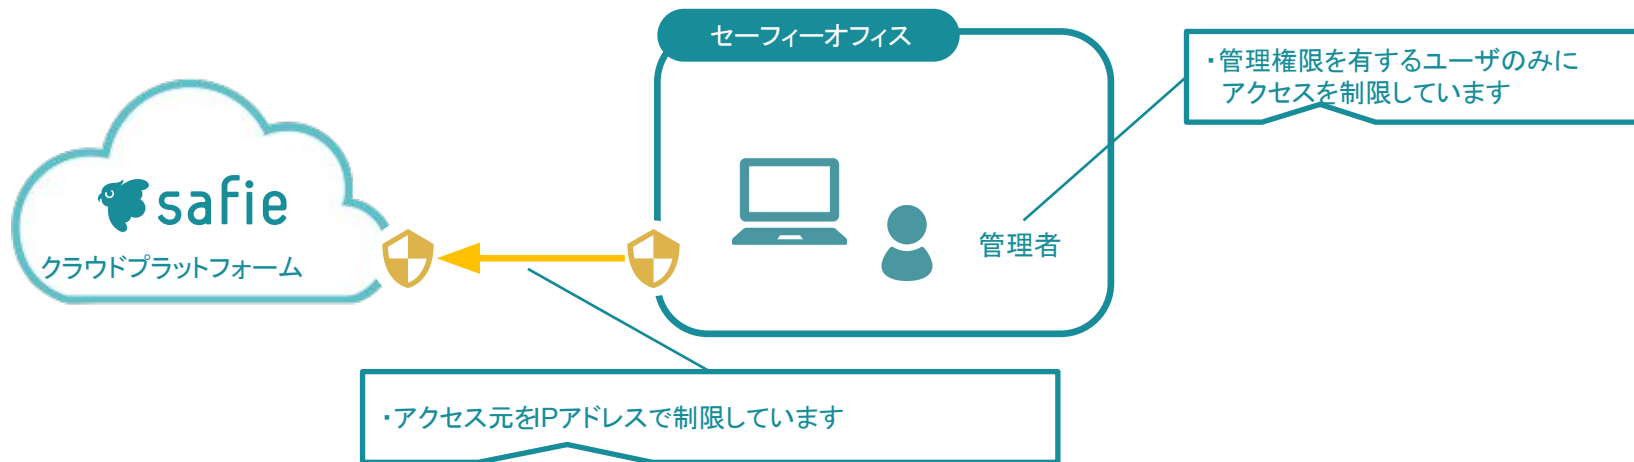 セーフィーオフィス
・管理権限を有するユーザのみに
アクセスを制限しています
safie
クラウドプラットフォーム
管理者
・アクセス元をIPアドレスで制限しています